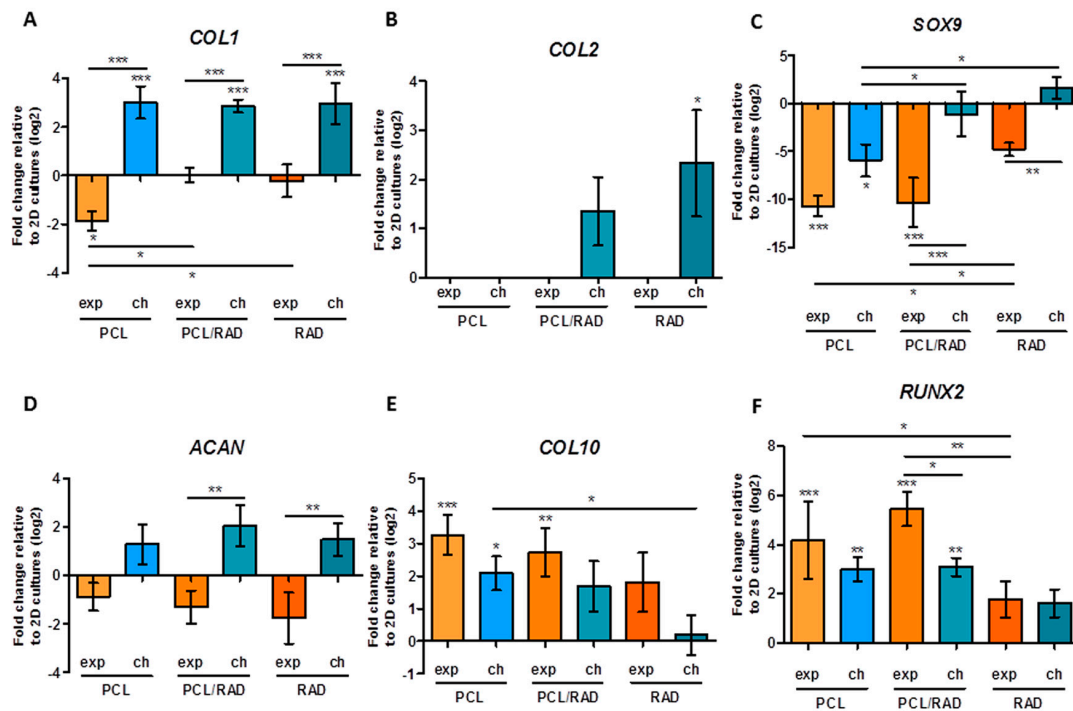 A
COL1
Fold change relative
to 2D cultures (log2)
4
2
0
-2
-4
***
***
***
***
***
***
*
*
*
exp ch exp ch exp ch
PCL PCL/RAD RAD
B
COL2
Fold change relative
to 2D cultures (log2)
4
3
2
1
0
*
exp ch exp ch exp ch
PCL PCL/RAD RAD
C
SOX9
Fold change relative
to 2D cultures (log2)
5
0
-5
-10
-15
*
*
*
**
***
***
***
*
*
exp ch exp ch exp ch
PCL PCL/RAD RAD
D
ACAN
Fold change relative
to 2D cultures (log2)
4
2
0
-2
-4
**
**
exp ch exp ch exp ch
PCL PCL/RAD RAD
E
COL10
Fold change relative
to 2D cultures (log2)
5
4
3
2
1
0
-1
***
*
**
*
exp ch exp ch exp ch
PCL PCL/RAD RAD
F
RUNX2
Fold change relative
to 2D cultures (log2)
8
6
4
2
0
*
**
*
***
**
***
**
exp ch exp ch exp ch
PCL PCL/RAD RAD